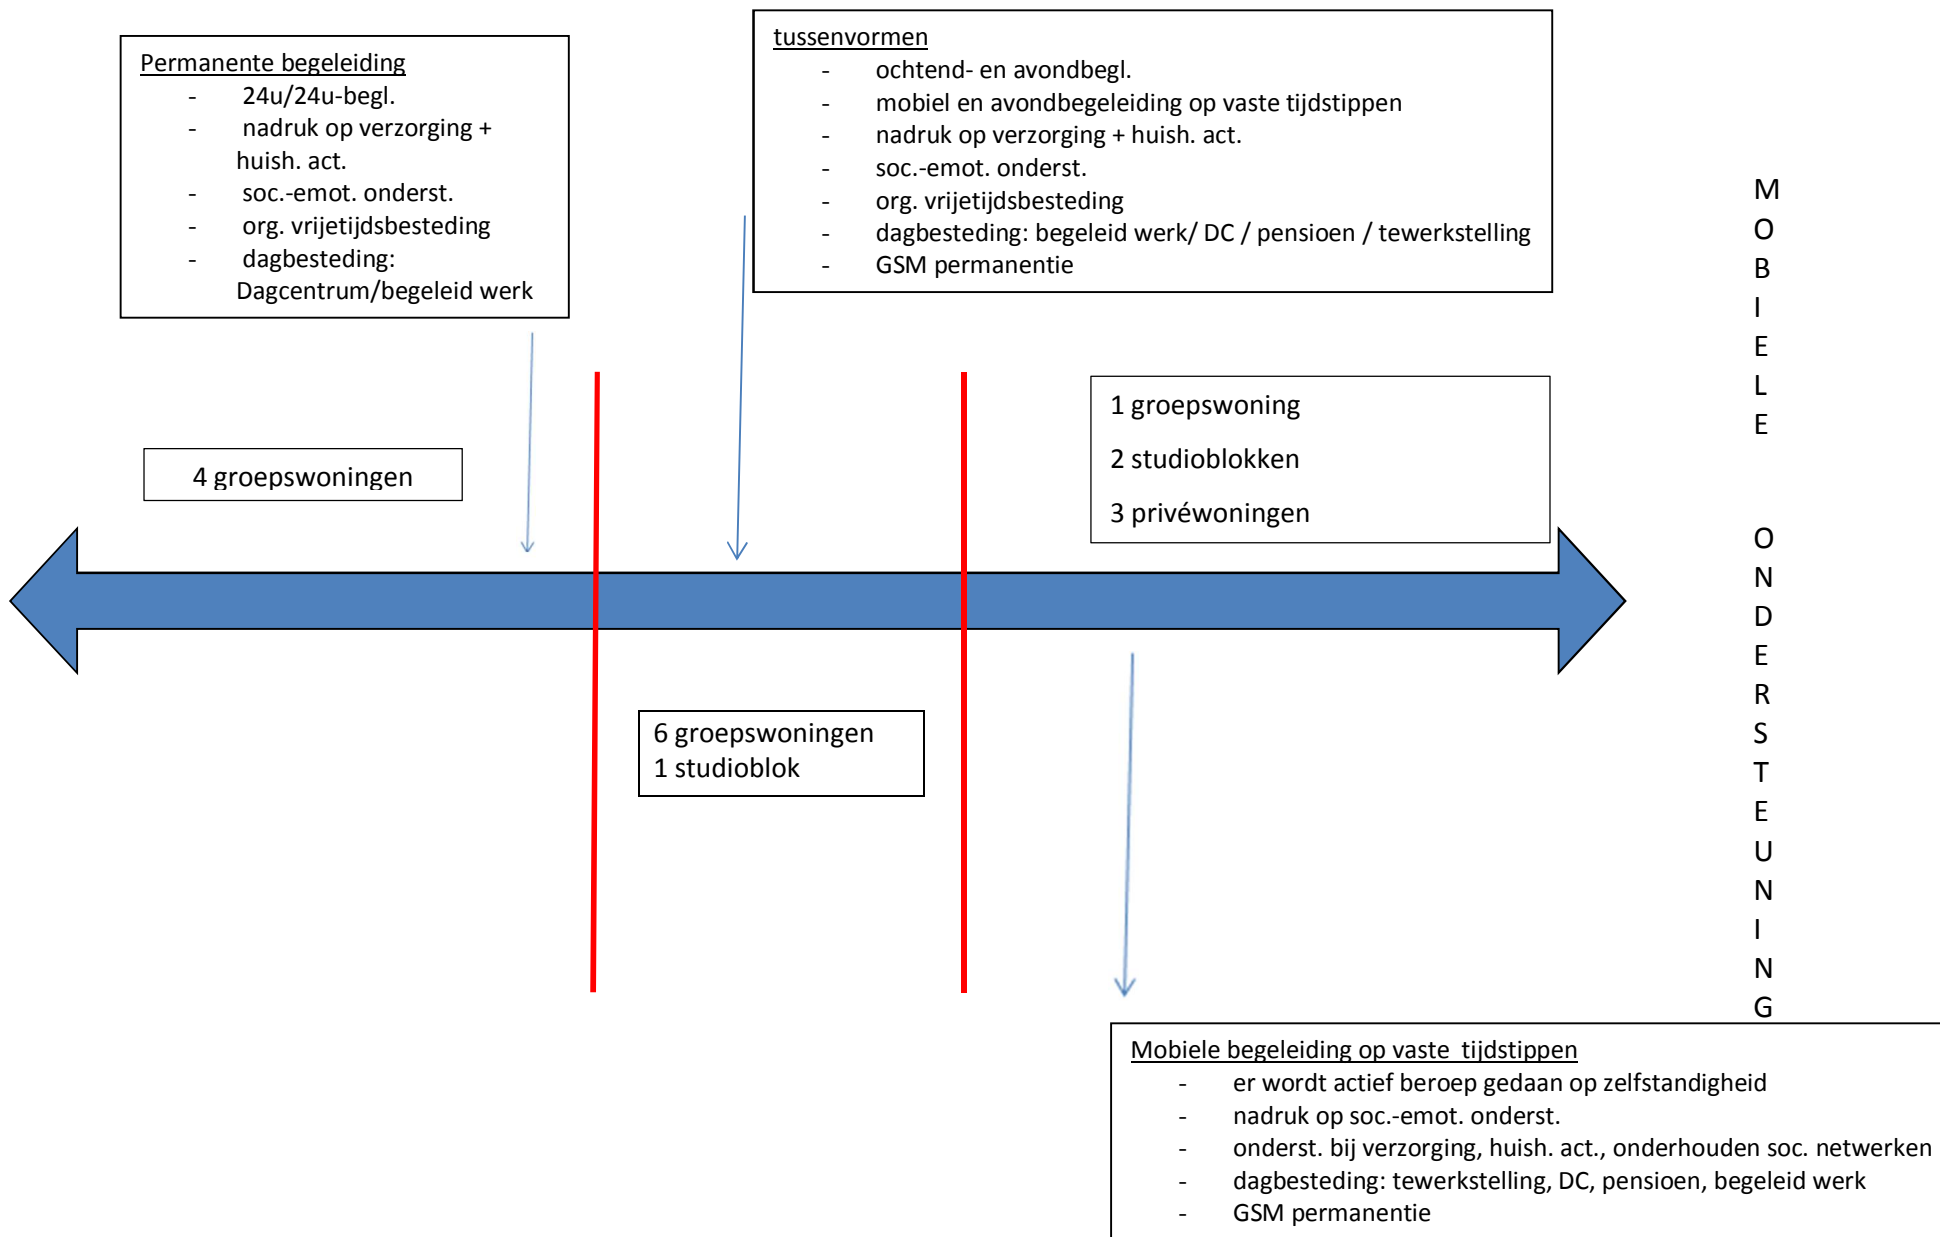 Permanente begeleiding
- 24u/24u-begl.
- nadruk op verzorging +
huish. act.
- soc.-emot. onderst.
- org. vrijetijdsbesteding
- dagbesteding:
Dagcentrum/begeleid werk
tussenvormen
- ochtend- en avondbegl.
- mobiel en avondbegeleiding op vaste tijdstippen
- nadruk op verzorging + huish. act.
- soc.-emot. onderst.
- org. vrijetijdsbesteding
- dagbesteding: begeleid werk/ DC / pensioen / tewerkstelling
- GSM permanentie
4 groepswoningen
1 groepswoning
2 studioblokken
3 privéwoningen
6 groepswoningen
1 studioblok
M
O
B
I
E
L
E
O
N
D
E
R
S
T
E
U
N
I
N
G
Mobiele begeleiding op vaste tijdstippen
- er wordt actief beroep gedaan op zelfstandigheid
- nadruk op soc.-emot. onderst.
- onderst. bij verzorging, huish. act., onderhouden soc. netwerken
- dagbesteding: tewerkstelling, DC, pensioen, begeleid werk
- GSM permanentie